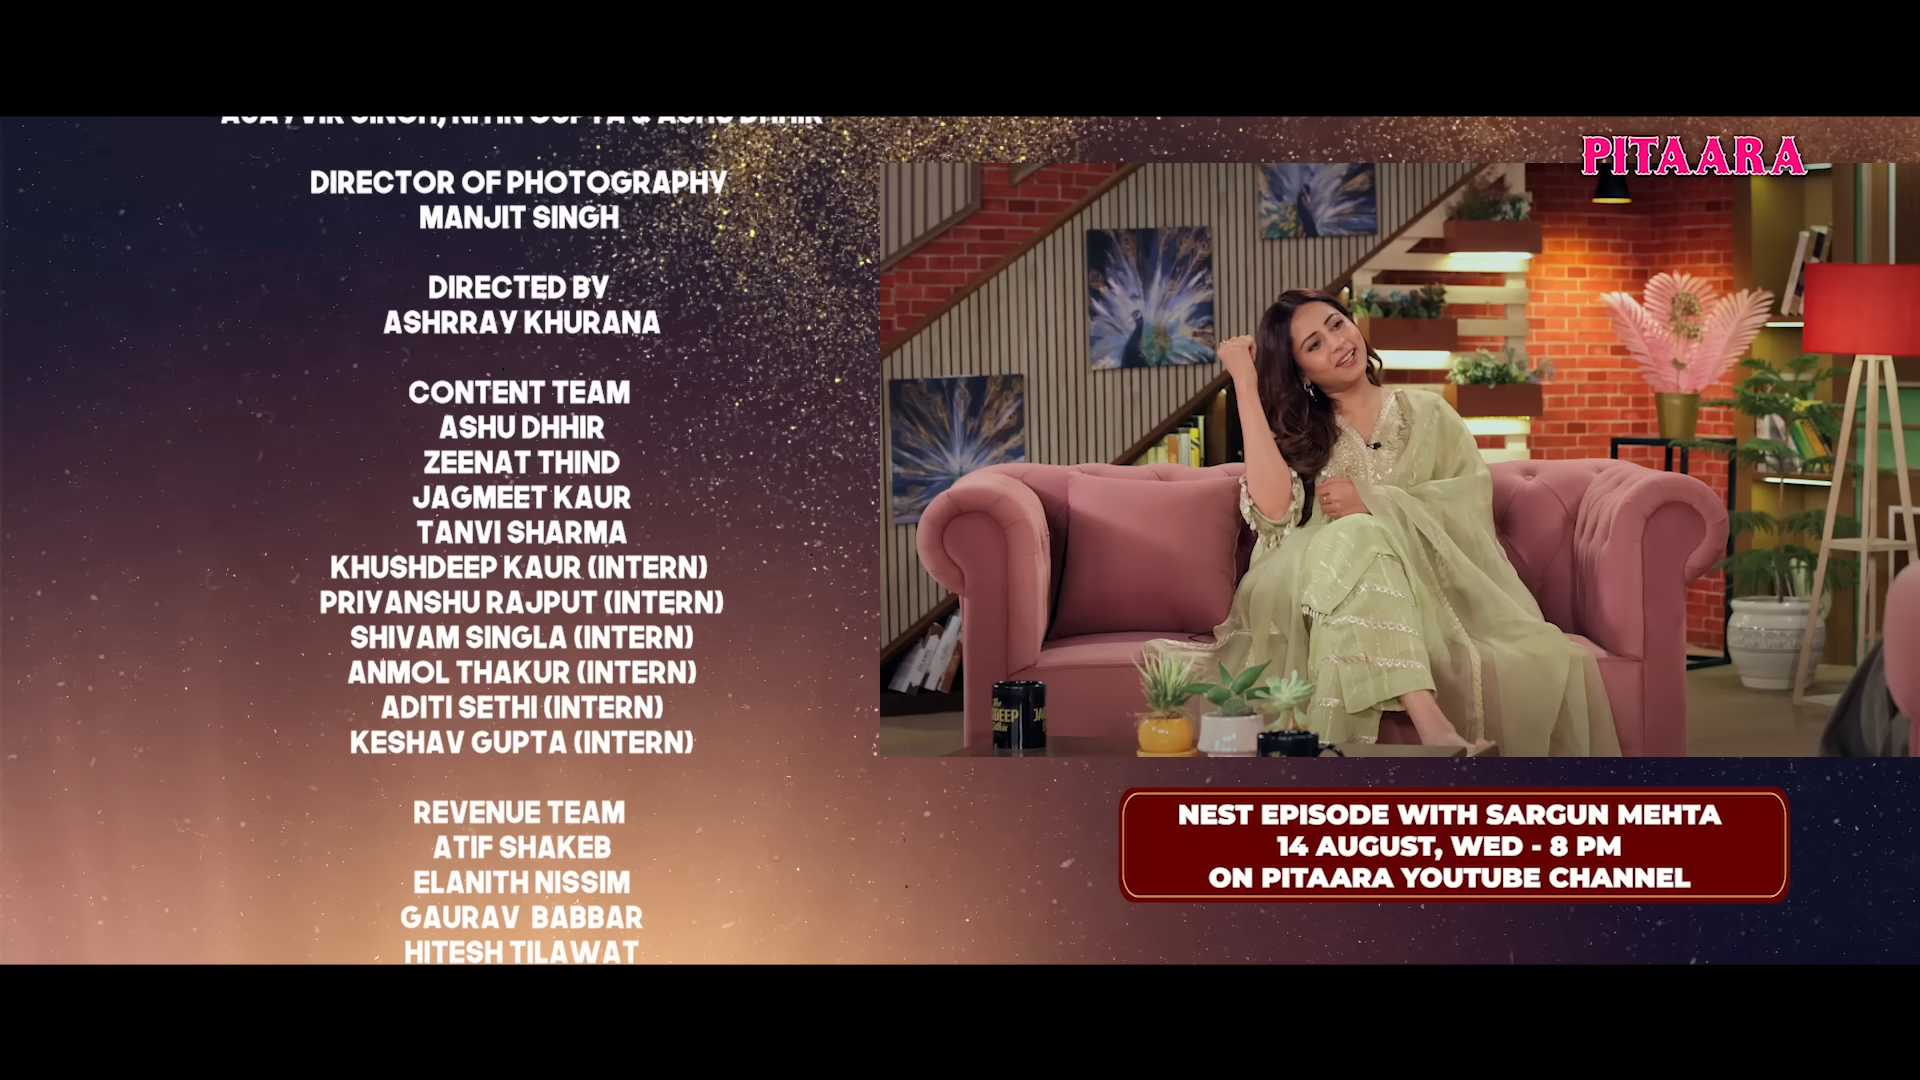 DIRECTOR OF PHOTOGRAPHY
MANJIT SINGH
DIRECTED BY
ASHRRAY KHURANA
CONTENT TEAM
ASHU DHHIR
ZEENAT THIND
JAGMEET KAUR
TANVI SHARMA
KHUSHDEEP KAUR (INTERN)
PRIYANSHU RAJPUT (INTERN)
SHIVAM SINGLA (INTERN)
ANMOL THAKUR (INTERN)
ADITI SETHI (INTERN)
KESHAV GUPTA (INTERN)
REVENUE TEAM
ATIF SHAKEB
ELANITH NISSIM
GAURAV BABBAR
HITESH TILAWAT
PITAARA
The
NEST EPISODE WITH SARGUN MEHTA
14 AUGUST, WED - 8 PM
ON PITAARA YOUTUBE CHANNEL